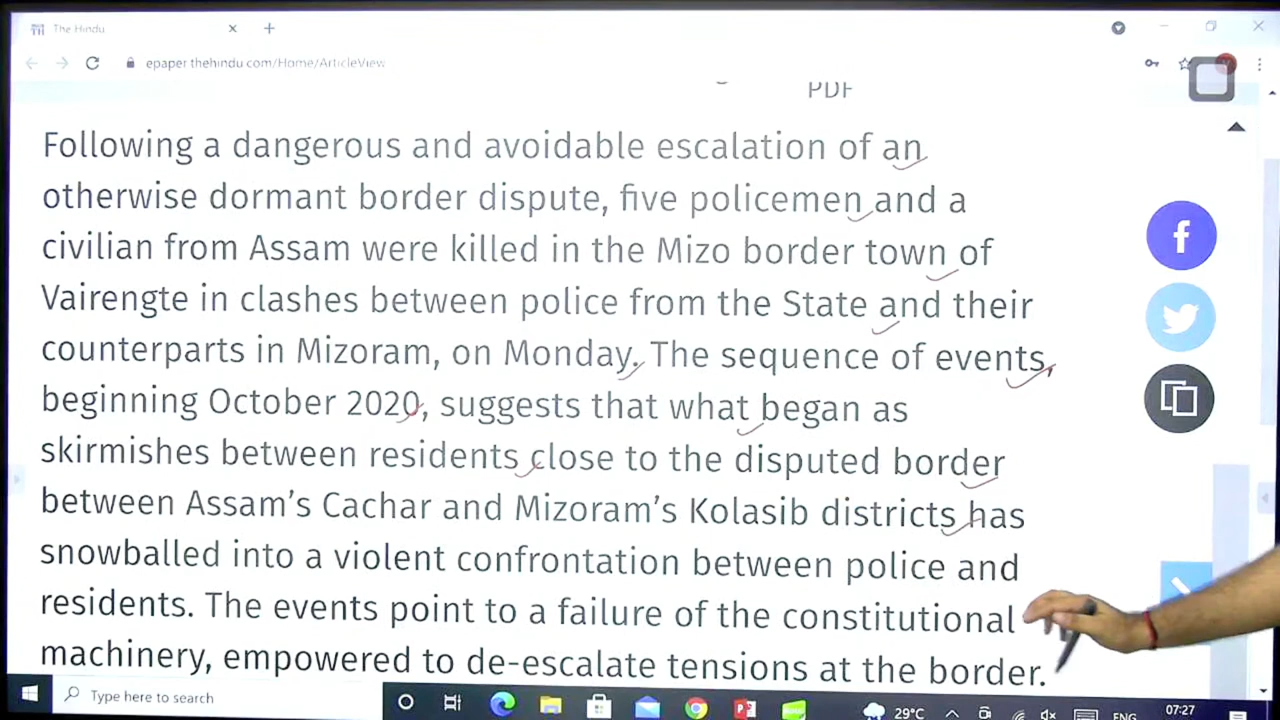 The Hindu
epaper.thehindu.com/Home/ArticleView
PDF
Following a dangerous and avoidable escalation of an
otherwise dormant border dispute, five policemen and a
civilian from Assam were killed in the Mizo border town of
Vairengte in clashes between police from the State and their
counterparts in Mizoram, on Monday. The sequence of events,
beginning October 2020, suggests that what began as
skirmishes between residents close to the disputed border
between Assam's Cachar and Mizoram's Kolasib districts has
snowballed into a violent confrontation between police and
residents. The events point to a failure of the constitutional
machinery, empowered to de-escalate tensions at the border.
Type here to search
29°C
ENG
07:27